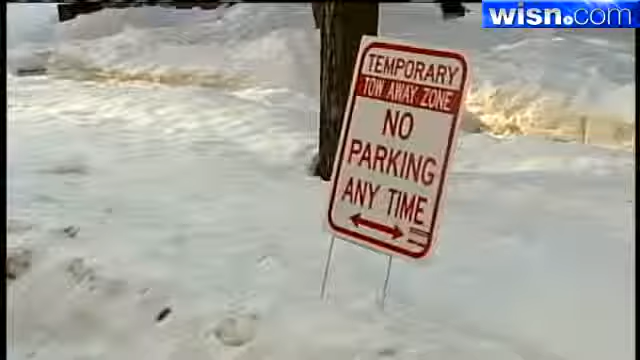 wisn.com
TEMPORARY
TOW AWAY ZONE
NO
PARKING
ANY TIME